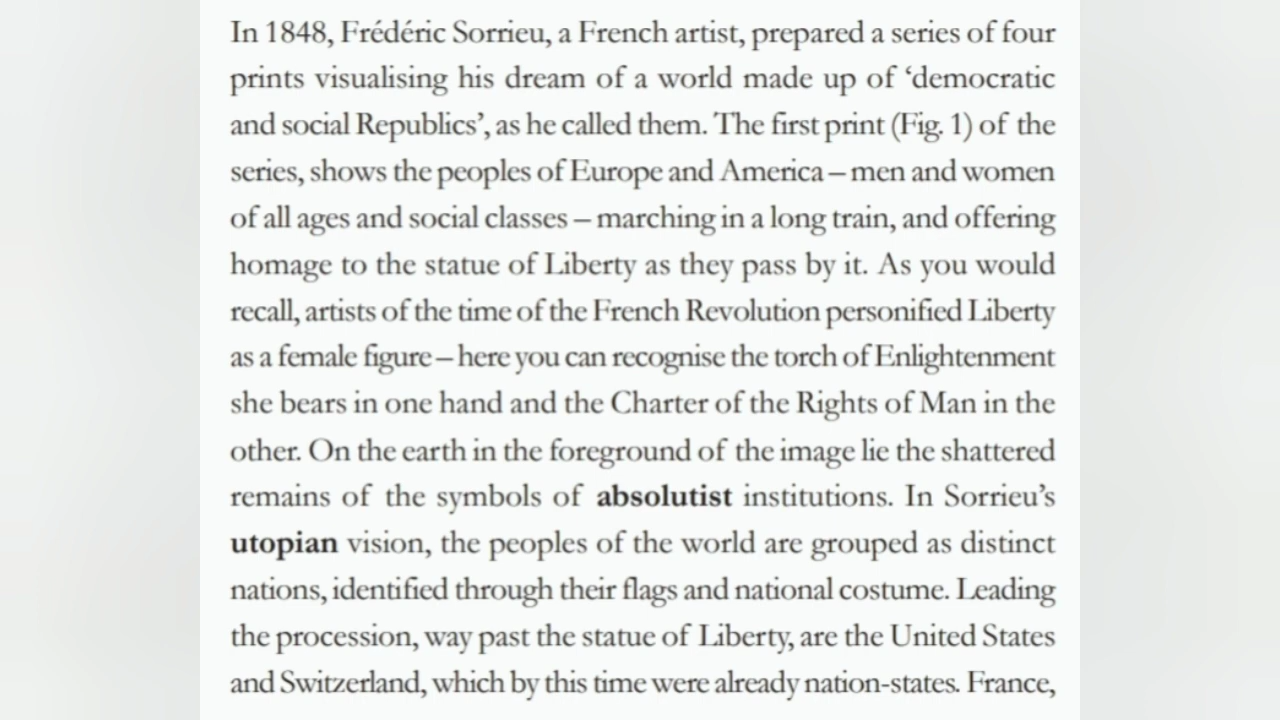 In 1848, Frédéric Sorrieu, a French artist, prepared a series of four
prints visualising his dream of a world made up of ‘democratic
and social Republics’, as he called them. The first print (Fig. 1) of the
series, shows the peoples of Europe and America – men and women
of all ages and social classes – marching in a long train, and offering
homage to the statue of Liberty as they pass by it. As you would
recall, artists of the time of the French Revolution personified Liberty
as a female figure – here you can recognise the torch of Enlightenment
she bears in one hand and the Charter of the Rights of Man in the
other. On the earth in the foreground of the image lie the shattered
remains of the symbols of absolutist institutions. In Sorrieu’s
utopian vision, the peoples of the world are grouped as distinct
nations, identified through their flags and national costume. Leading
the procession, way past the statue of Liberty, are the United States
and Switzerland, which by this time were already nation-states. France,